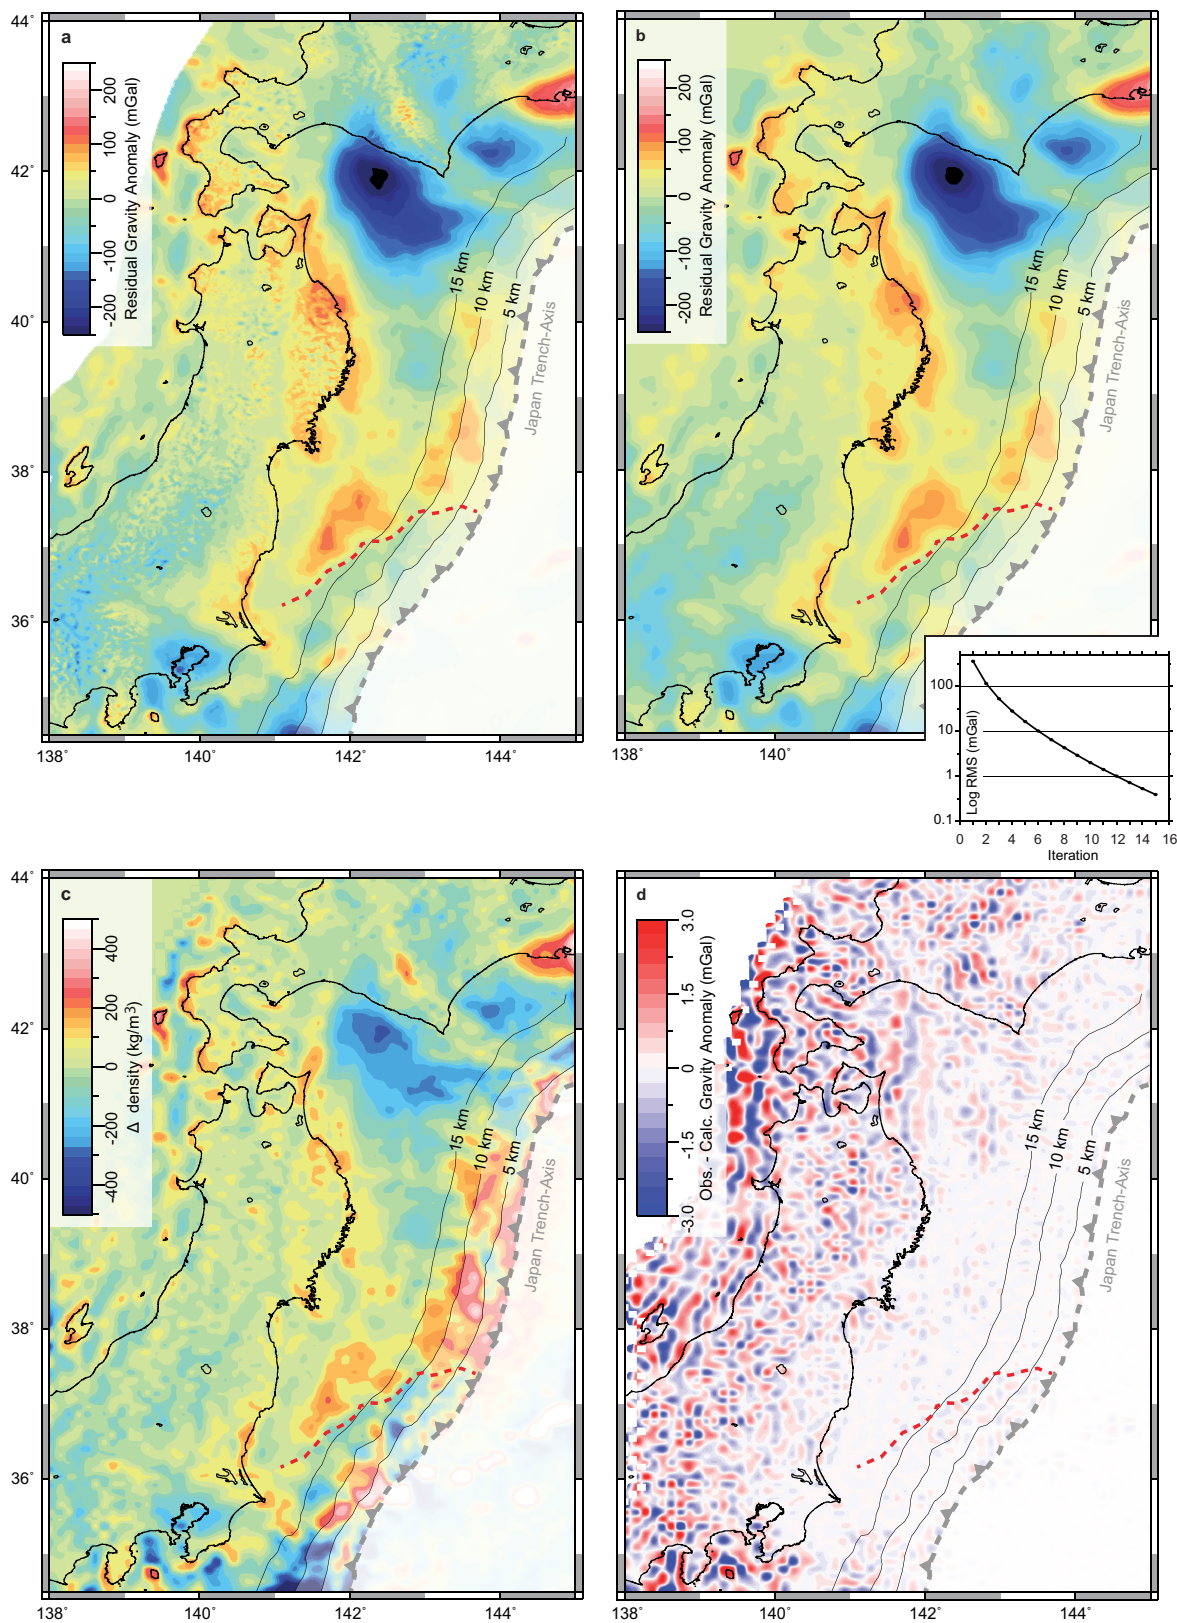 a
44˚
42˚
40˚
38˚
36˚
138˚
140˚
142˚
144˚
200
100
0
-100
-200
Residual Gravity Anomaly (mGal)
15 km
10 km
5 km
Japan Trench-Axis
b
200
100
0
-100
-200
Residual Gravity Anomaly (mGal)
15 km
10 km
5 km
Japan Trench-Axis
138˚
140˚
142
100
10
1
0.1
Log RMS (mGal)
0 2 4 6 8 10 12 14 16
Iteration
c
44˚
42˚
40˚
38˚
36˚
138˚
140˚
142˚
144˚
400
200
0
-200
-400
Δ density (kg/m³)
15 km
10 km
5 km
Japan Trench-Axis
d
3.0
1.5
0
-1.5
-3.0
Obs. - Calc. Gravity Anomaly (mGal)
15 km
10 km
5 km
Japan Trench-Axis
138˚
140˚
142˚
144˚